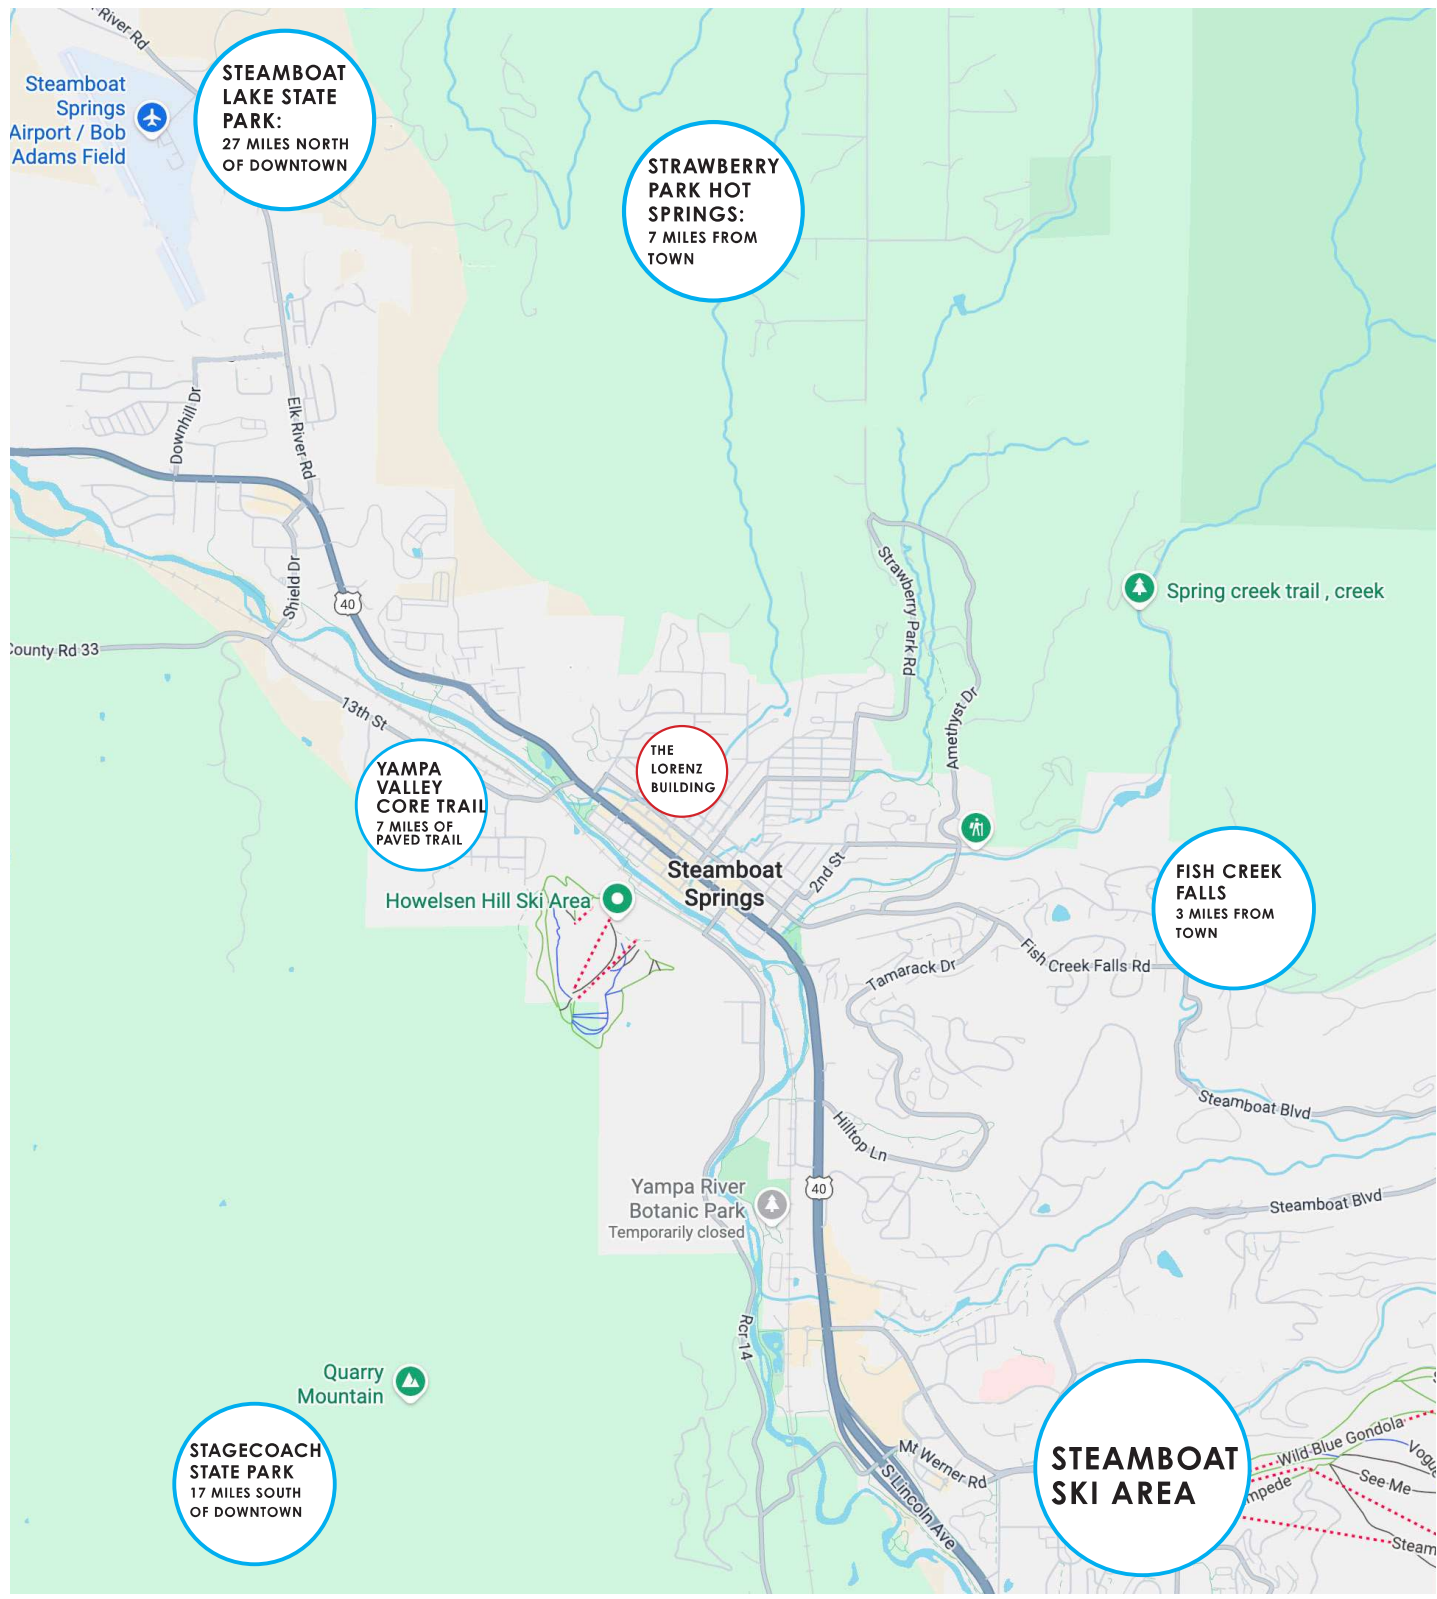 River Rd
Steamboat
Springs
Airport / Bob
Adams Field
STEAMBOAT
LAKE STATE
PARK:
27 MILES NORTH
OF DOWNTOWN
STRAWBERRY
PARK HOT
SPRINGS:
7 MILES FROM
TOWN
Downhill Dr
Elk River Rd
Shield Dr
40
Strawberry Park Rd
Spring creek trail , creek
County Rd 33
13th St
Amethyst Dr
THE
LORENZ
BUILDING
YAMPA
VALLEY
CORE TRAIL
7 MILES OF
PAVED TRAIL
Steamboat
Springs
2nd St
Howelsen Hill Ski Area
FISH CREEK
FALLS
3 MILES FROM
TOWN
Tamarack Dr
Fish Creek Falls Rd
Steamboat Blvd
Hilltop Ln
Yampa River
Botanic Park
Temporarily closed
40
Steamboat Blvd
Rcr 14
Quarry
Mountain
STAGECOACH
STATE PARK
17 MILES SOUTH
OF DOWNTOWN
Mt Werner Rd
S Lincoln Ave
STEAMBOAT
SKI AREA
Wild Blue Gondola
mpede
See Me
Vogue
Steam